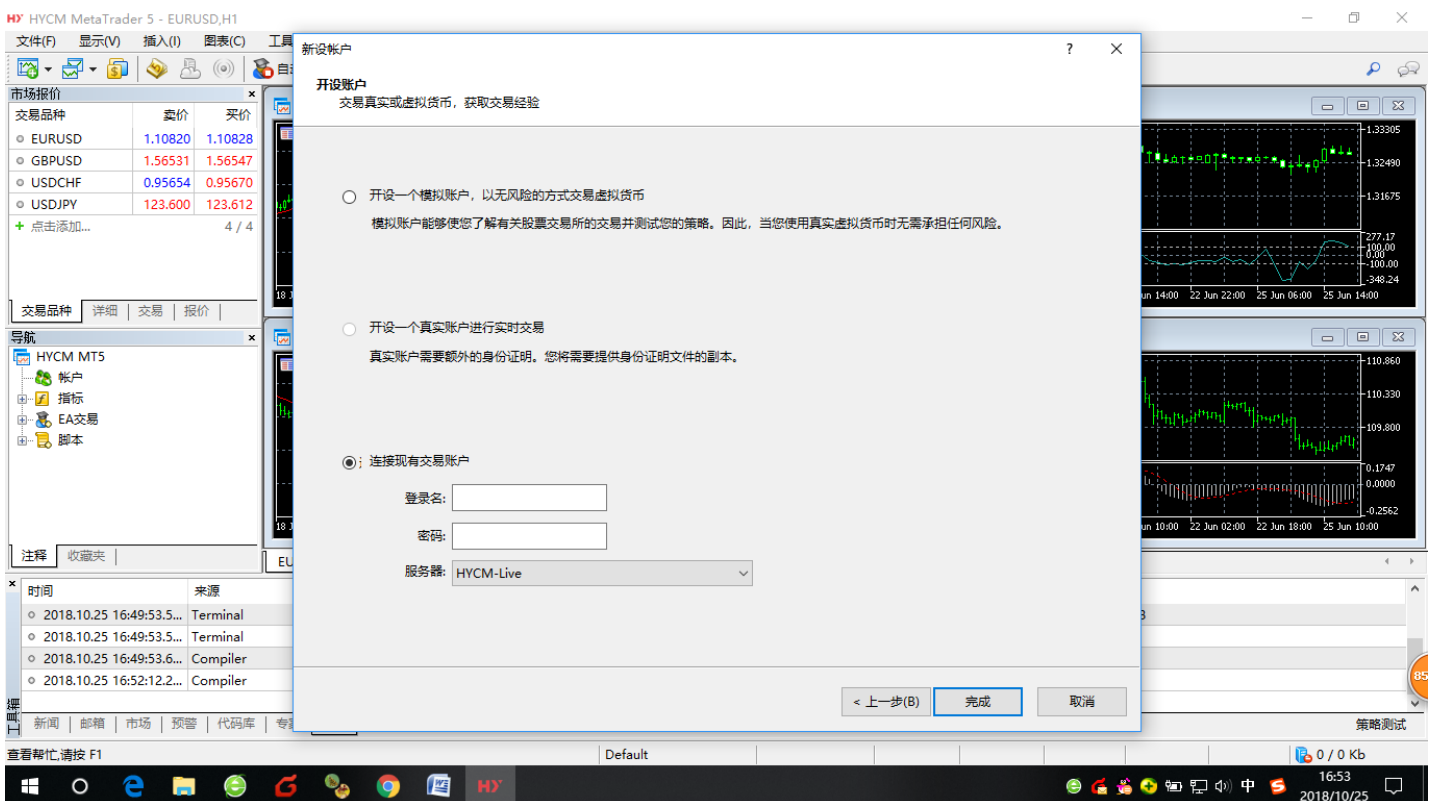 HY HYCM MetaTrader 5 - EURUSD,H1
文件(F) 显示(V) 插入(I) 图表(C) 工具
市场报价
交易品种 卖价 买价
EURUSD 1.10820 1.10828
GBPUSD 1.56531 1.56547
USDCHF 0.95654 0.95670
USDJPY 123.600 123.612
点击添加... 4 / 4
交易品种 详细 交易 报价
导航
HYCM MT5
帐户
指标
EA交易
脚本
注释 收藏夹
新设帐户
开设账户
交易真实或虚拟货币，获取交易经验
开设一个模拟账户，以无风险的方式交易虚拟货币
模拟账户能够使您了解有关股票交易所的交易并测试您的策略。因此，当您使用真实虚拟货币时无需承担任何风险。
开设一个真实账户进行实时交易
真实账户需要额外的身份证明。您将需要提供身份证明文件的副本。
连接现有交易账户
登录名:
密码:
服务器: HYCM-Live
< 上一步(B) 完成 取消
1.33305
1.32490
1.31675
277.17
100.00
0.00
-100.00
-348.24
18 J
un 14:00 22 Jun 22:00 25 Jun 06:00 25 Jun 14:00
110.860
110.330
109.800
0.1747
0.0000
-0.2562
18 J
un 10:00 22 Jun 02:00 22 Jun 18:00 25 Jun 10:00
EU
时间 来源
2018.10.25 16:49:53.5... Terminal
2018.10.25 16:49:53.5... Terminal
2018.10.25 16:49:53.6... Compiler
2018.10.25 16:52:12.2... Compiler
工具箱
新闻 邮箱 市场 预警 代码库 专
策略测试
85
查看帮忙,请按 F1 Default 0 / 0 Kb
HY
中
16:53
2018/10/25